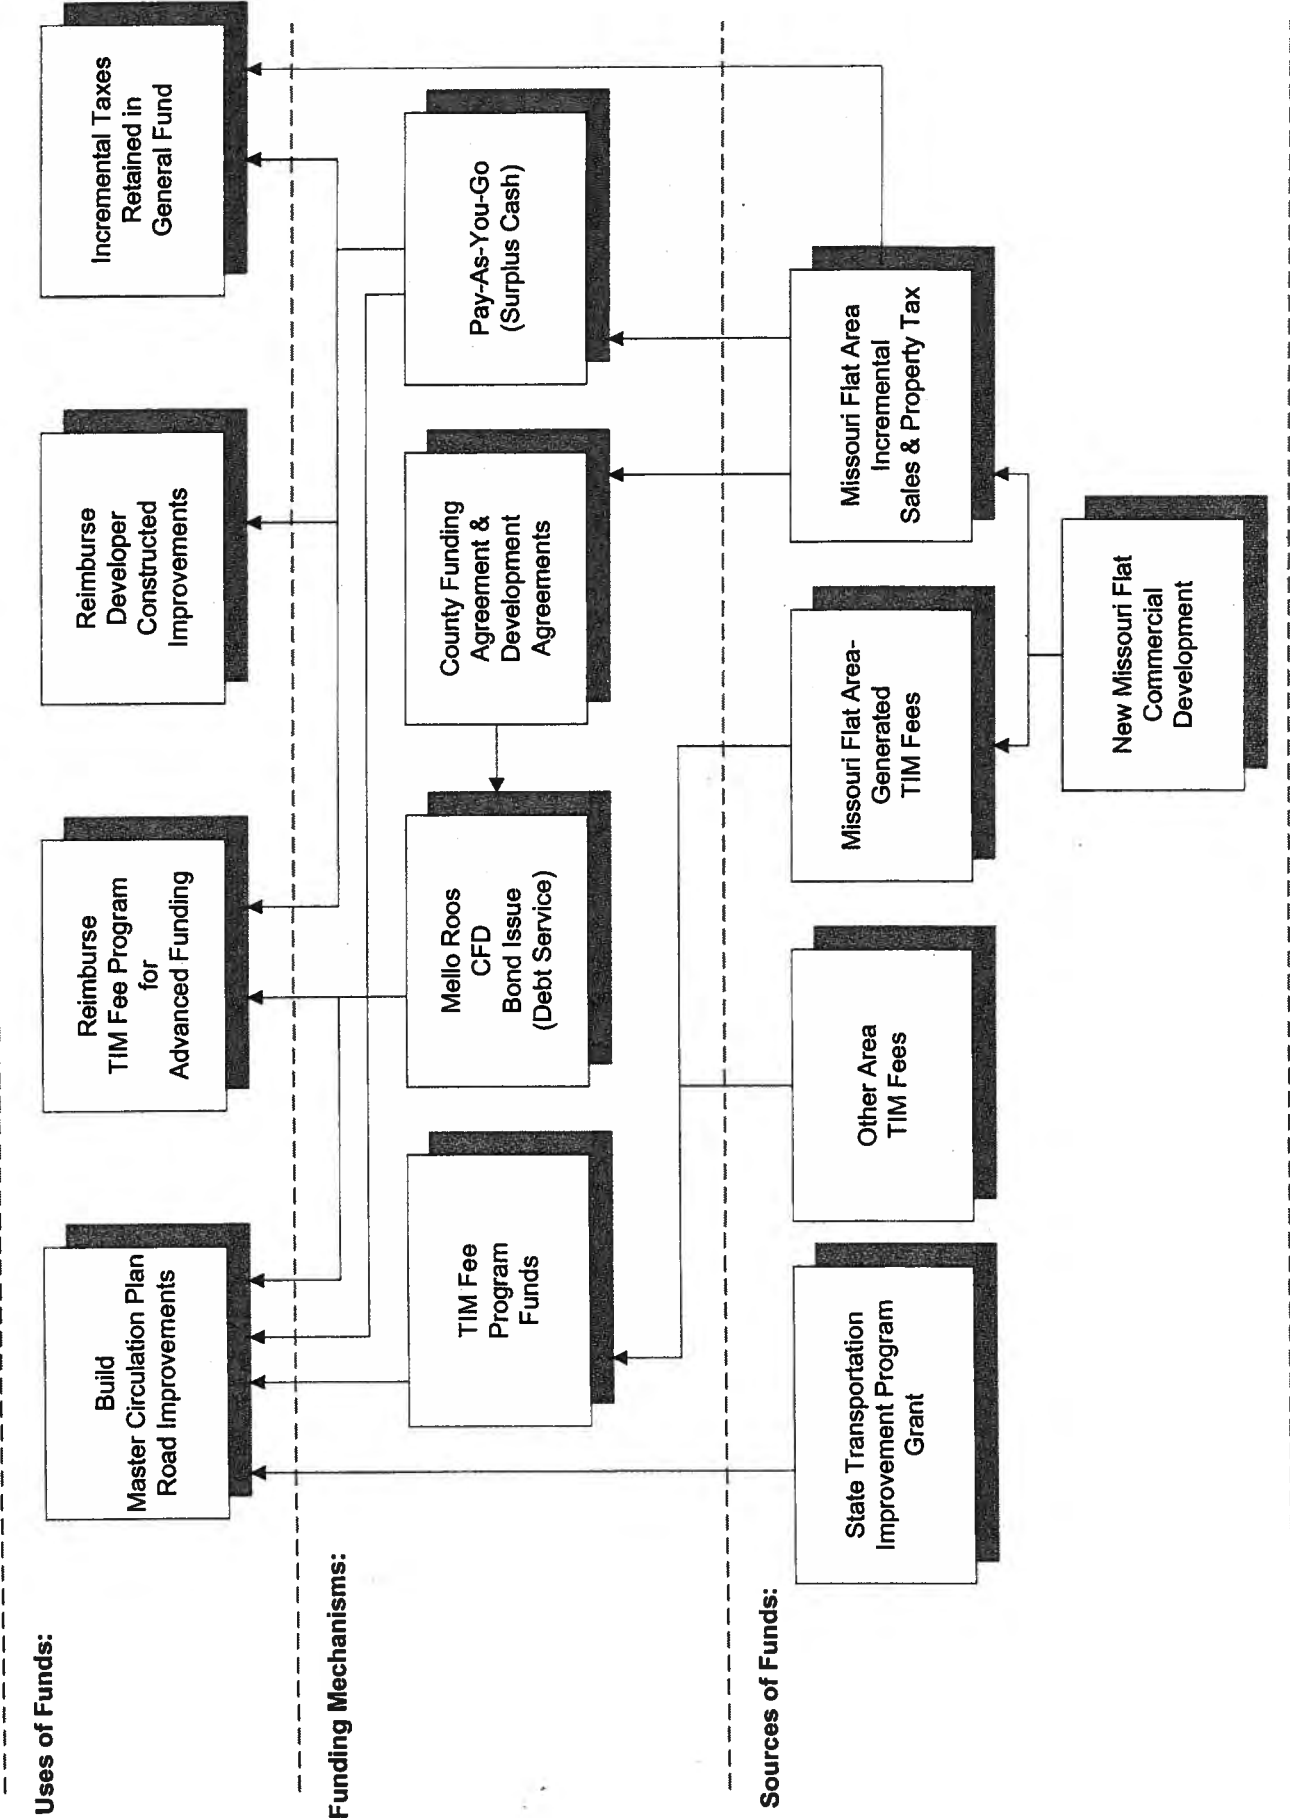 Uses of Funds:
Build
Master Circulation Plan
Road Improvements
Reimburse
TIM Fee Program
for
Advanced Funding
Reimburse
Developer
Constructed
Improvements
Incremental Taxes
Retained in
General Fund
Funding Mechanisms:
TIM Fee
Program
Funds
Mello Roos
CFD
Bond Issue
(Debt Service)
County Funding
Agreement &
Development
Agreements
Pay-As-You-Go
(Surplus Cash)
Sources of Funds:
State Transportation
Improvement Program
Grant
Other Area
TIM Fees
Missouri Flat Area-
Generated
TIM Fees
Missouri Flat Area
Incremental
Sales & Property Tax
New Missouri Flat
Commercial
Development